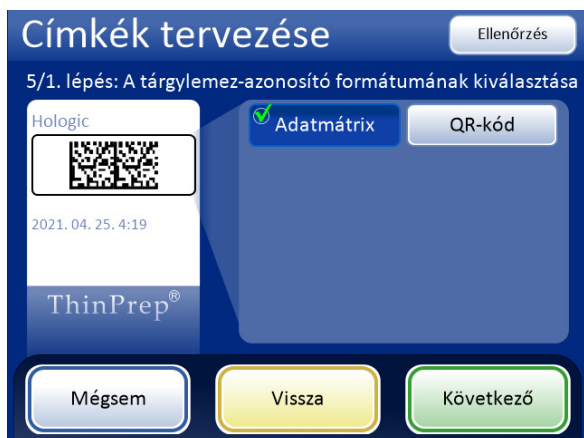 Címkék tervezése
Ellenőrzés
5/1. lépés: A tárgylemez-azonosító formátumának kiválasztása
Hologic
2021. 04. 25. 4:19
ThinPrep®
Adatmátrix
QR-kód
Mégsem
Vissza
Következő